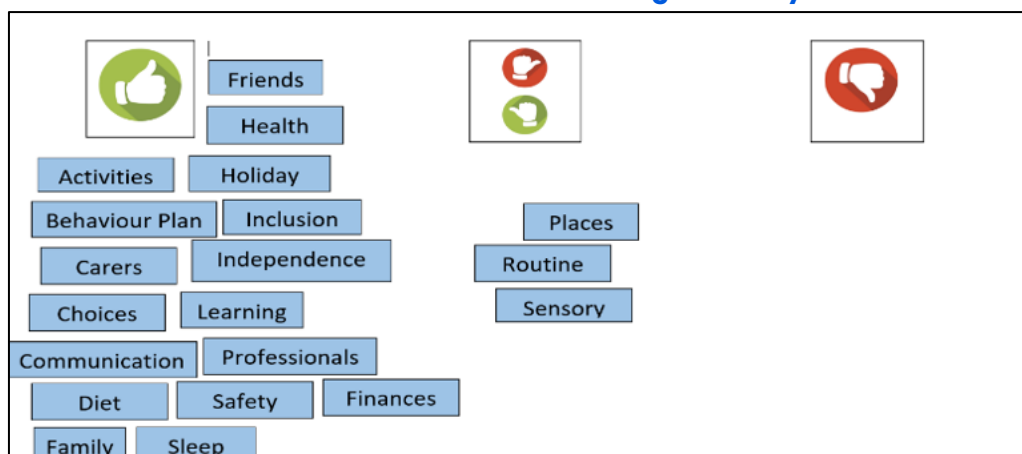 Friends
Health
Activities Holiday
Behaviour Plan Inclusion
Places
Carers Independence
Routine
Choices Learning
Sensory
Communication Professionals
Diet Safety Finances
Family Sleep